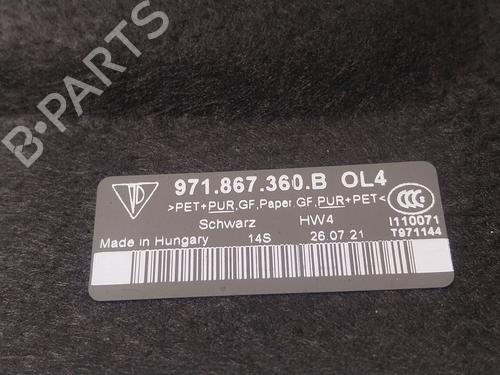 B-PARTS
971.867.360.B OL4
>PET+PUR,GF,Paper GF,PUR+PET<
Schwarz HW4
I110071
Made in Hungary 14S 26.07.21 T971144
CCC